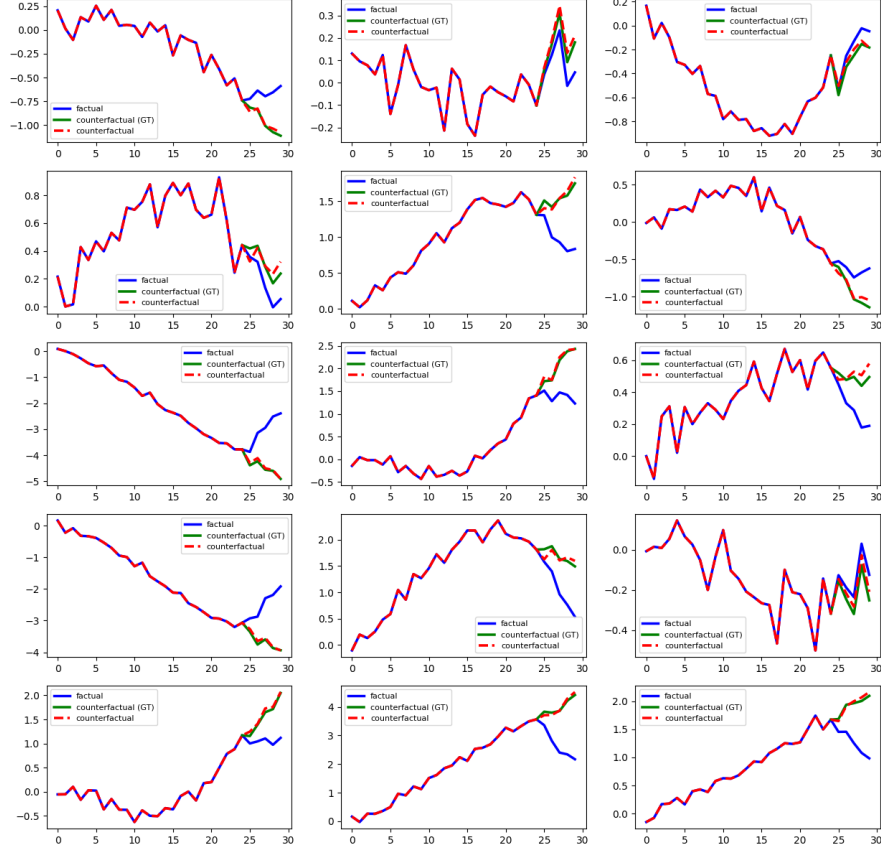 0.25
0.00
−0.25
−0.50
−0.75
−1.00
factual
counterfactual (GT)
counterfactual
0 5 10 15 20 25 30
0.3
0.2
0.1
0.0
−0.1
−0.2
factual
counterfactual (GT)
counterfactual
0 5 10 15 20 25 30
0.0
−0.2
−0.4
−0.6
−0.8
factual
counterfactual (GT)
counterfactual
0 5 10 15 20 25 30
0.8
0.6
0.4
0.2
0.0
factual
counterfactual (GT)
counterfactual
0 5 10 15 20 25 30
1.5
1.0
0.5
0.0
factual
counterfactual (GT)
counterfactual
0 5 10 15 20 25 30
0.5
0.0
−0.5
−1.0
factual
counterfactual (GT)
counterfactual
0 5 10 15 20 25 30
0
−1
−2
−3
−4
−5
factual
counterfactual (GT)
counterfactual
0 5 10 15 20 25 30
2.5
2.0
1.5
1.0
0.5
0.0
−0.5
factual
counterfactual (GT)
counterfactual
0 5 10 15 20 25 30
0.6
0.4
0.2
0.0
factual
counterfactual (GT)
counterfactual
0 5 10 15 20 25 30
0
−1
−2
−3
−4
factual
counterfactual (GT)
counterfactual
0 5 10 15 20 25 30
2.0
1.5
1.0
0.5
0.0
factual
counterfactual (GT)
counterfactual
0 5 10 15 20 25 30
0.0
−0.2
−0.4
factual
counterfactual (GT)
counterfactual
0 5 10 15 20 25 30
2.0
1.5
1.0
0.5
0.0
−0.5
factual
counterfactual (GT)
counterfactual
0 5 10 15 20 25 30
4
3
2
1
0
factual
counterfactual (GT)
counterfactual
0 5 10 15 20 25 30
2.0
1.5
1.0
0.5
0.0
factual
counterfactual (GT)
counterfactual
0 5 10 15 20 25 30